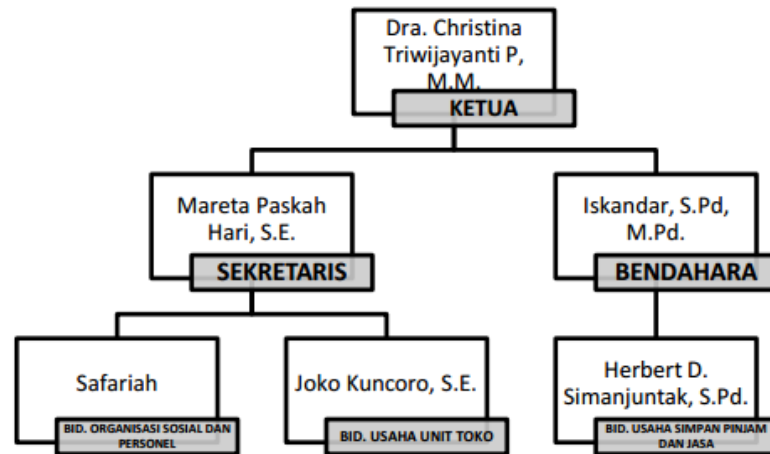 Dra. Christina
Triwijayanti P,
M.M.
KETUA
Mareta Paskah
Hari, S.E.
SEKRETARIS
Iskandar, S.Pd,
M.Pd.
BENDAHARA
Safariah
BID. ORGANISASI SOSIAL DAN
PERSONEL
Joko Kuncoro, S.E.
BID. USAHA UNIT TOKO
Herbert D.
Simanjuntak, S.Pd.
BID. USAHA SIMPAN PINJAM
DAN JASA